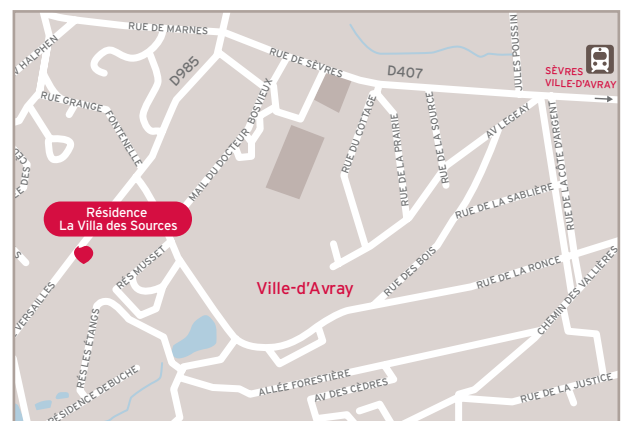 RUE DE MARNES
V HALPHEN
D985
RUE DE SÈVRES
D407
JULES POUSSIN
SÈVRES
VILLE-D'AVRAY
RUE GRANGE
FONTENELLE
MAIL DU DOCTEUR BOSVIEUX
RUE DU COTTAGE
RUE DE LA PRAIRIE
RUE DE LA SOURCE
AV LEGEAY
RUE DE LA CÔTE D'ARGENT
LE DES CE
S
Résidence
La Villa des Sources
RUE DE LA SABLIÈRE
RÉS MUSSET
Ville-d'Avray
RUE DES BOIS
RUE DE LA RONCE
CHEMIN DES VALLIÈRES
VERSAILLES
RÉS LES ÉTANGS
RÉSIDENCE DEBUCHE
ALLÉE FORESTIÈRE
AV DES CÈDRES
RUE DE LA JUSTICE